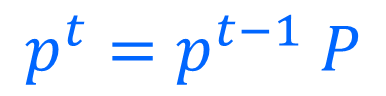 p^t = p^{t-1} P